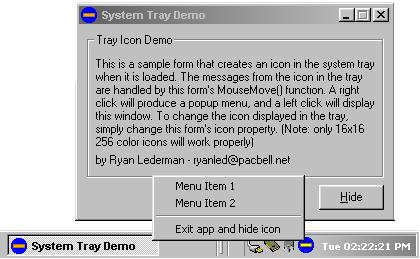 System Tray Demo
Tray Icon Demo
This is a sample form that creates an icon in the system tray
when it is loaded. The messages from the icon in the tray
are handled by this form's MouseMove() function. A right
click will produce a popup menu, and a left click will display
this window. To change the icon displayed in the tray,
simply change this form's icon property. (Note: only 16x16
256 color icons will work properly)
by Ryan Lederman - ryanled@pacbell.net
Menu Item 1
Menu Item 2
Exit app and hide icon
Hide
System Tray Demo
Tue 02:22:21 PM